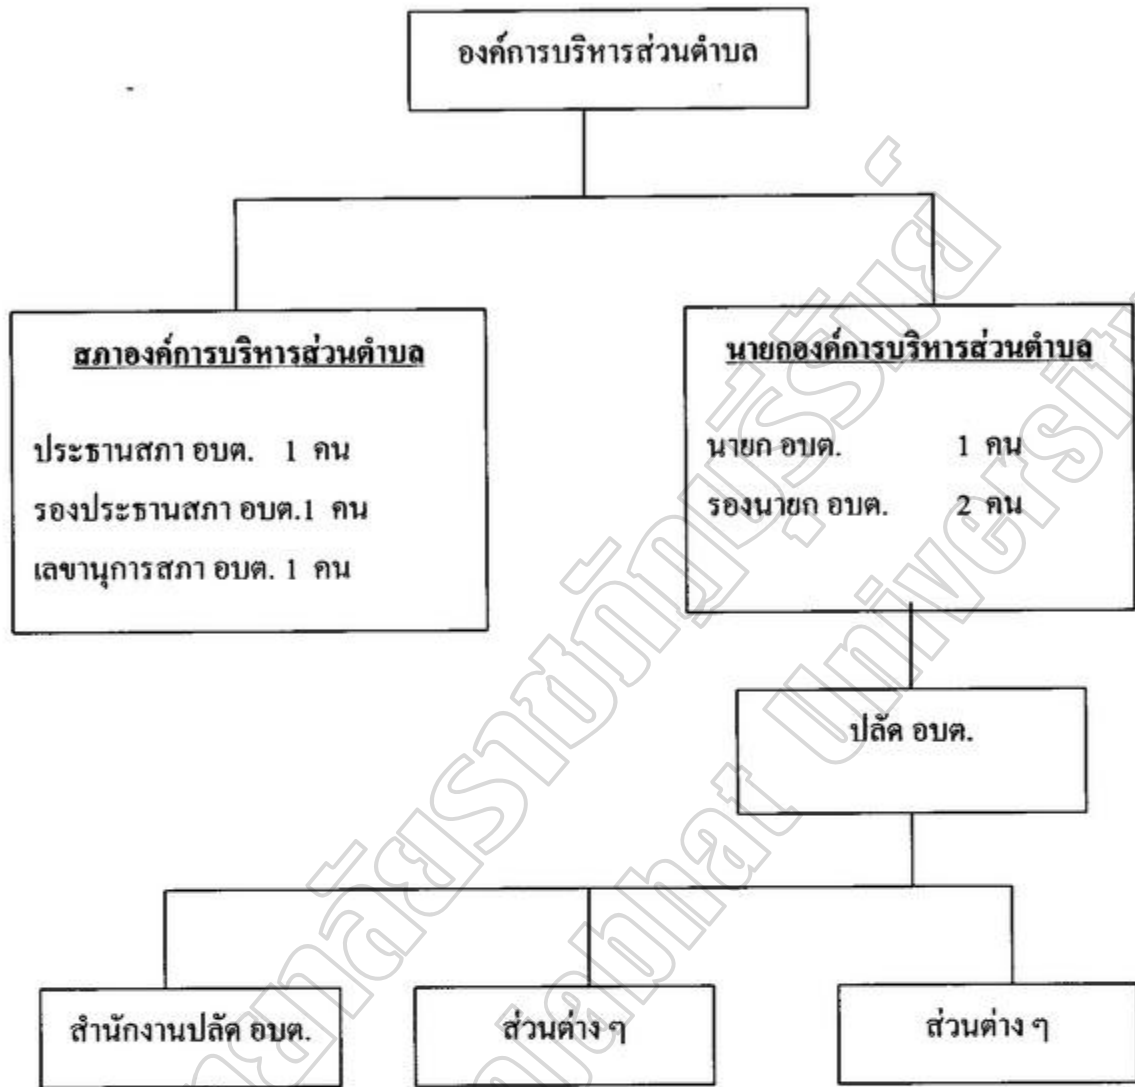 องค์การบริหารส่วนตำบล
สภาองค์การบริหารส่วนตำบล
ประธานสภา อบต. 1 คน
รองประธานสภา อบต.1 คน
เลขานุการสภา อบต. 1 คน
นายกองค์การบริหารส่วนตำบล
นายก อบต. 1 คน
รองนายก อบต. 2 คน
ปลัด อบต.
สำนักงานปลัด อบต.
ส่วนต่าง ๆ
ส่วนต่าง ๆ